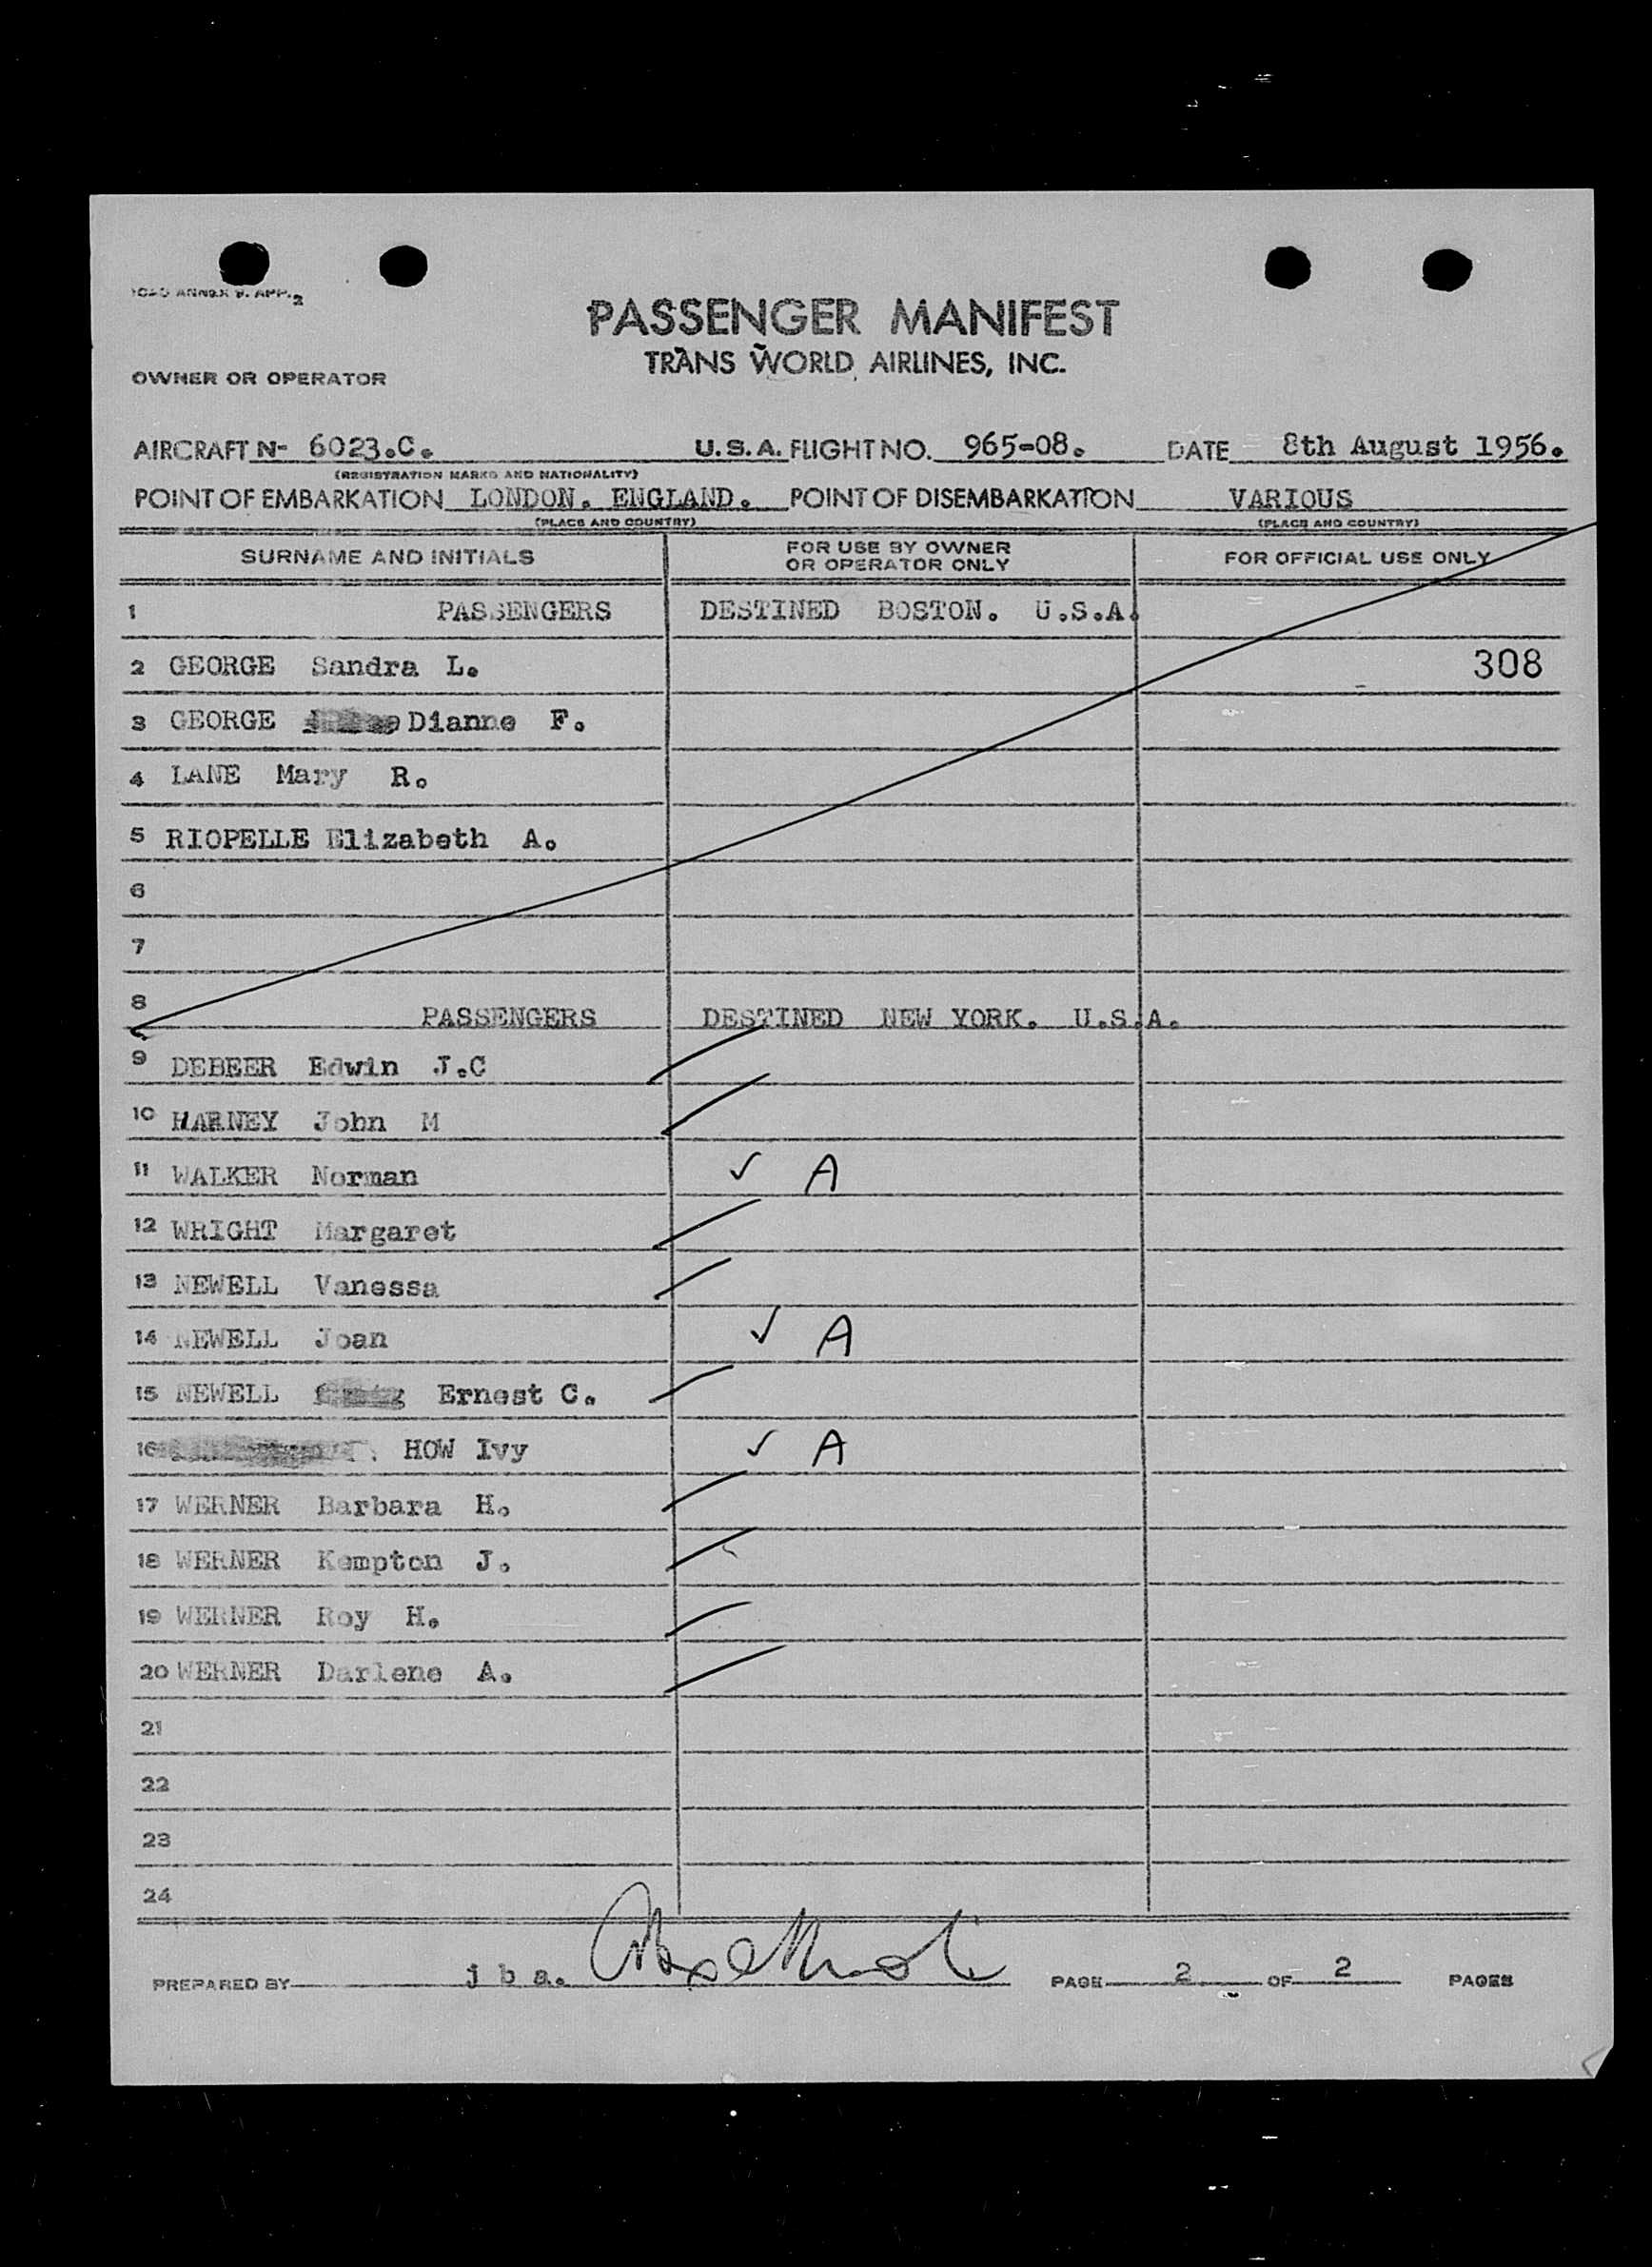 ICAO ANNEX 9. APP. 2
PASSENGER MANIFEST
TRANS WORLD AIRLINES, INC.
OWNER OR OPERATOR
AIRCRAFT N- 6023.C. U.S.A. FLIGHT NO. 965-08. DATE 8th August 1956.
(REGISTRATION MARKS AND NATIONALITY)
POINT OF EMBARKATION LONDON. ENGLAND. POINT OF DISEMBARKATION VARIOUS
(PLACE AND COUNTRY) (PLACE AND COUNTRY)
SURNAME AND INITIALS FOR USE BY OWNER OR OPERATOR ONLY FOR OFFICIAL USE ONLY
1 PASSENGERS DESTINED BOSTON. U.S.A.
2 GEORGE Sandra L. 308
3 GEORGE Dianne F.
4 LANE Mary R.
5 RIOPELLE Elizabeth A.
6
7
8 PASSENGERS DESTINED NEW YORK. U.S.A.
9 DEBEER Edwin J.C
10 HARNEY John M
11 WALKER Norman ✓ A
12 WRIGHT Margaret
13 NEWELL Vanessa
14 NEWELL Joan ✓ A
15 NEWELL Ernest C.
16 HOW Ivy ✓ A
17 WERNER Barbara H.
18 WERNER Kempton J.
19 WERNER Roy H.
20 WERNER Darlene A.
21
22
23
24
PREPARED BY j b a. PAGE 2 OF 2 PAGES